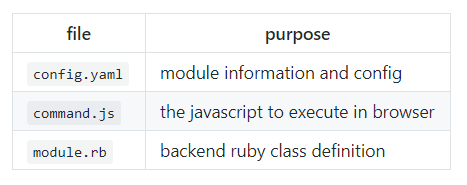 file purpose
config.yaml module information and config
command.js the javascript to execute in browser
module.rb backend ruby class definition